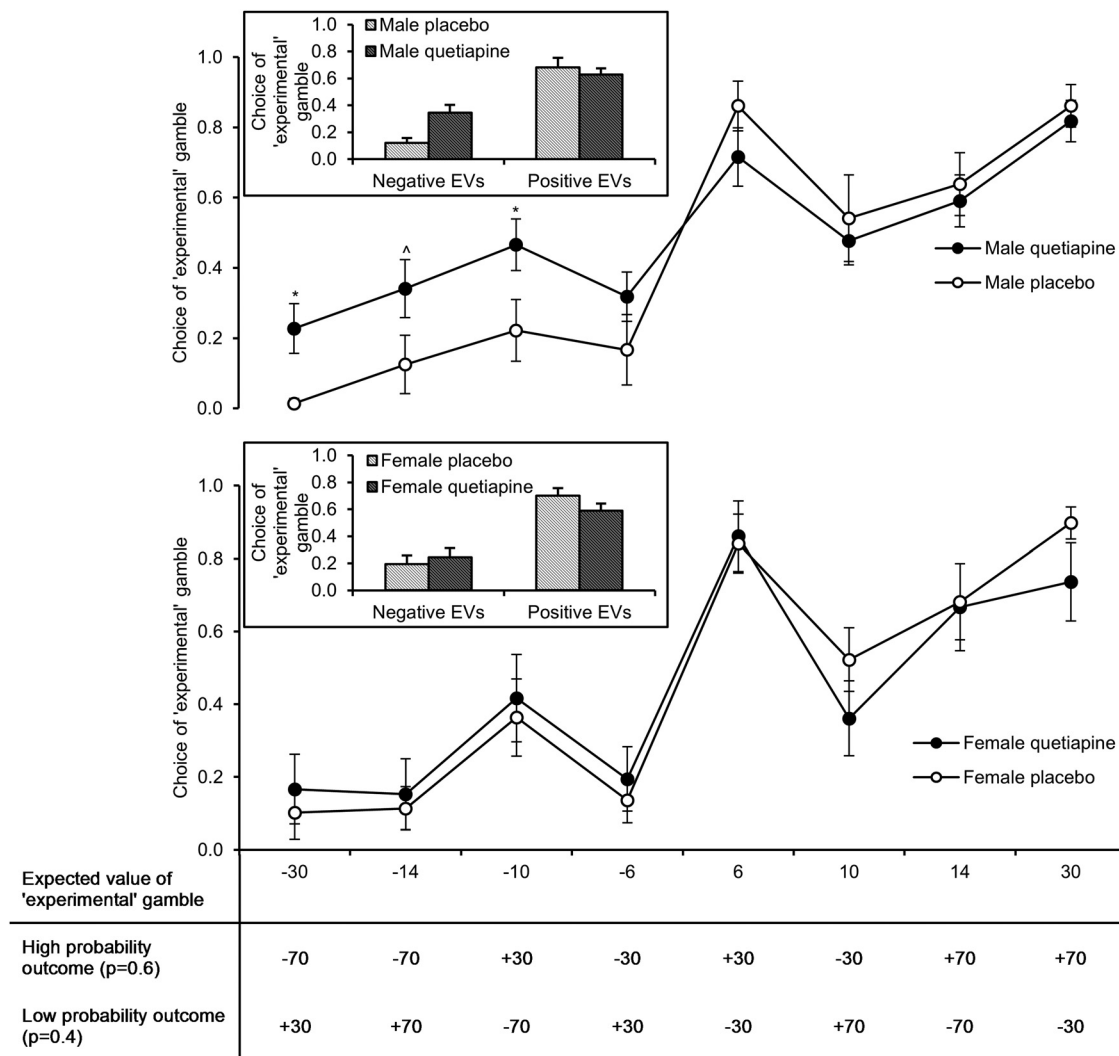 Choice of 'experimental' gamble
1.0
0.8
0.6
0.4
0.2
0.0
Choice of
'experimental'
gamble
1.0
0.8
0.6
0.4
0.2
0.0
Male placebo
Male quetiapine
Negative EVs
Positive EVs
*
^
*
Male quetiapine
Male placebo
Choice of 'experimental' gamble
1.0
0.8
0.6
0.4
0.2
0.0
Choice of
'experimental'
gamble
1.0
0.8
0.6
0.4
0.2
0.0
Female placebo
Female quetiapine
Negative EVs
Positive EVs
Female quetiapine
Female placebo
Expected value of
'experimental' gamble
-30 -14 -10 -6 6 10 14 30
High probability
outcome (p=0.6)
-70 -70 +30 -30 +30 -30 +70 +70
Low probability outcome
(p=0.4)
+30 +70 -70 +30 -30 +70 -70 -30